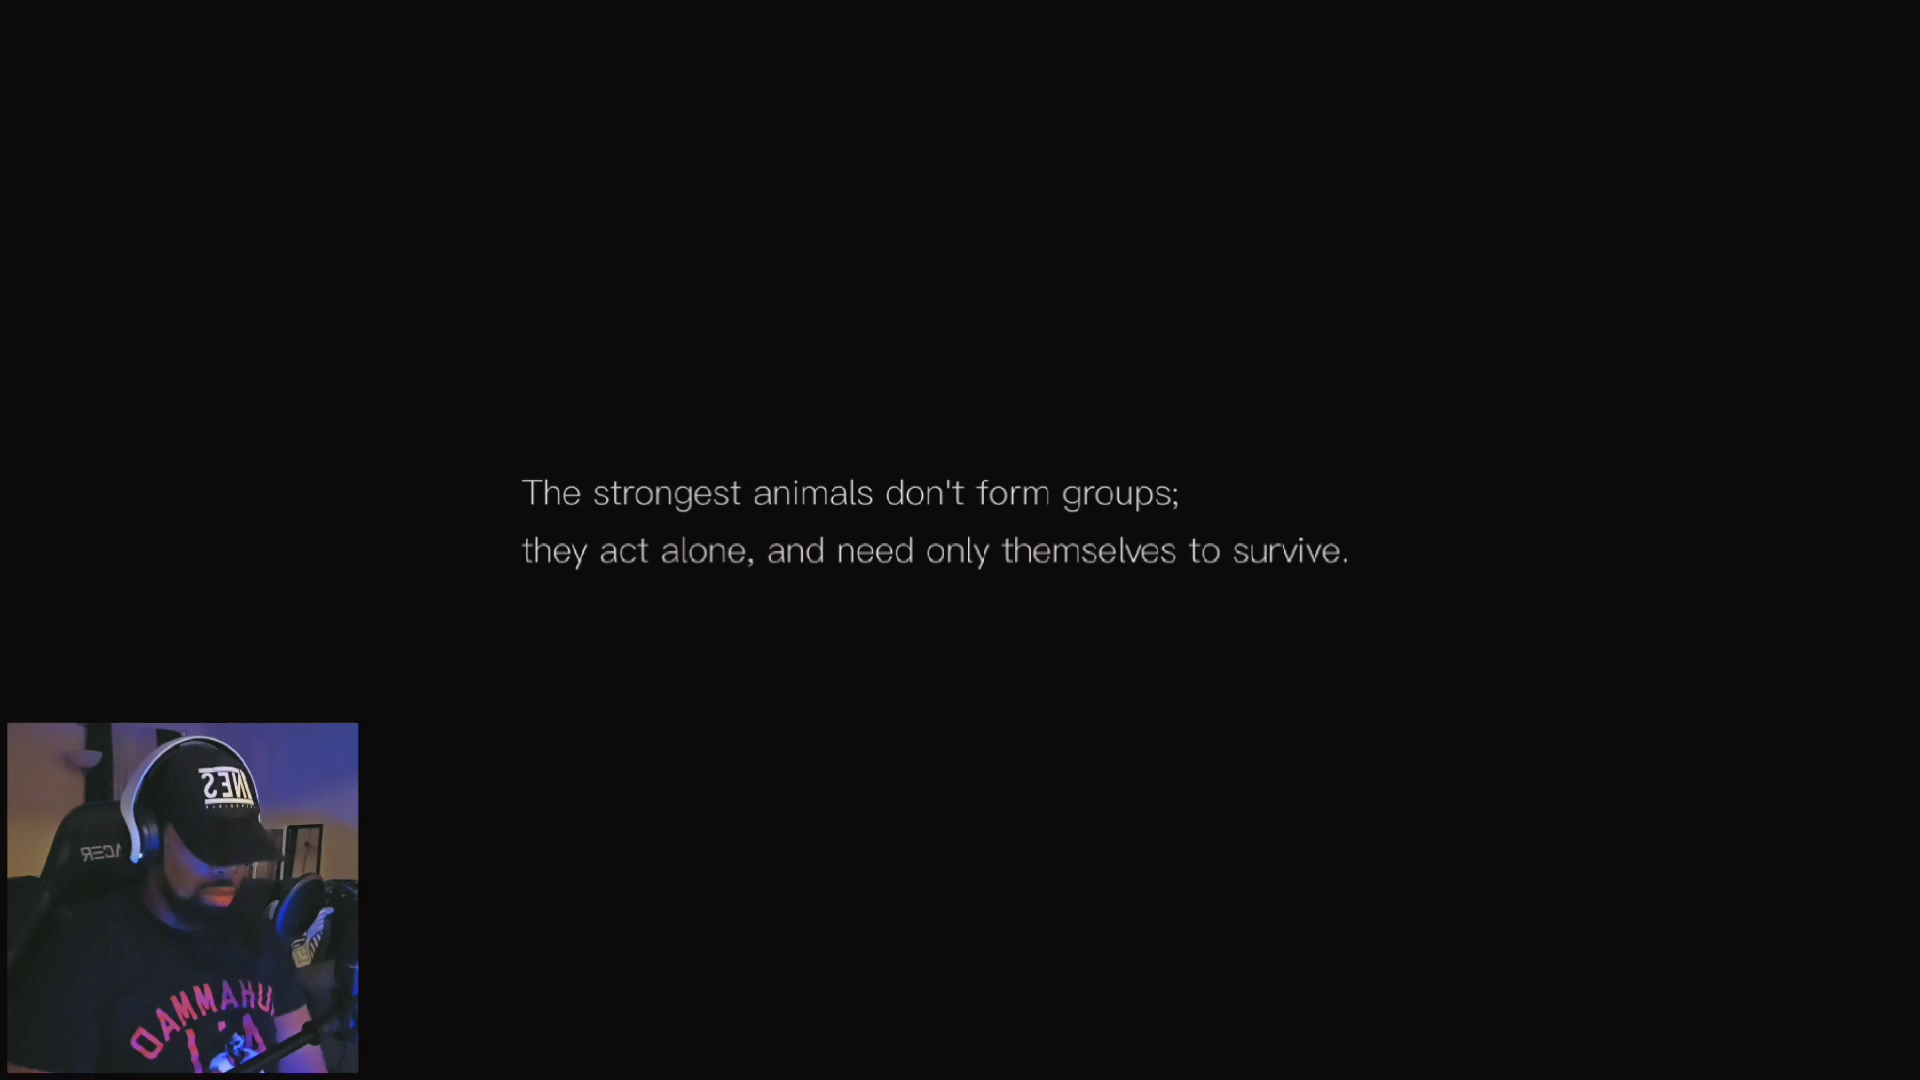 The strongest animals don't form groups;
they act alone, and need only themselves to survive.